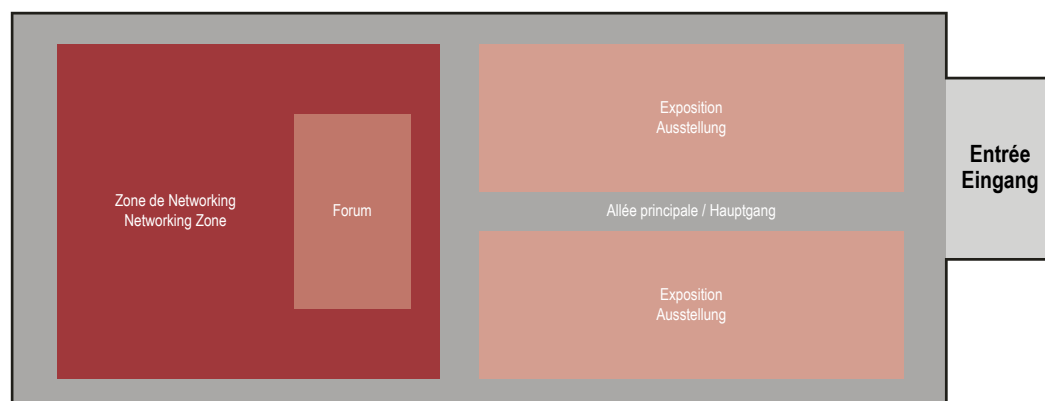 Zone de Networking
Networking Zone
Forum
Exposition
Ausstellung
Allée principale / Hauptgang
Exposition
Ausstellung
Entrée
Eingang